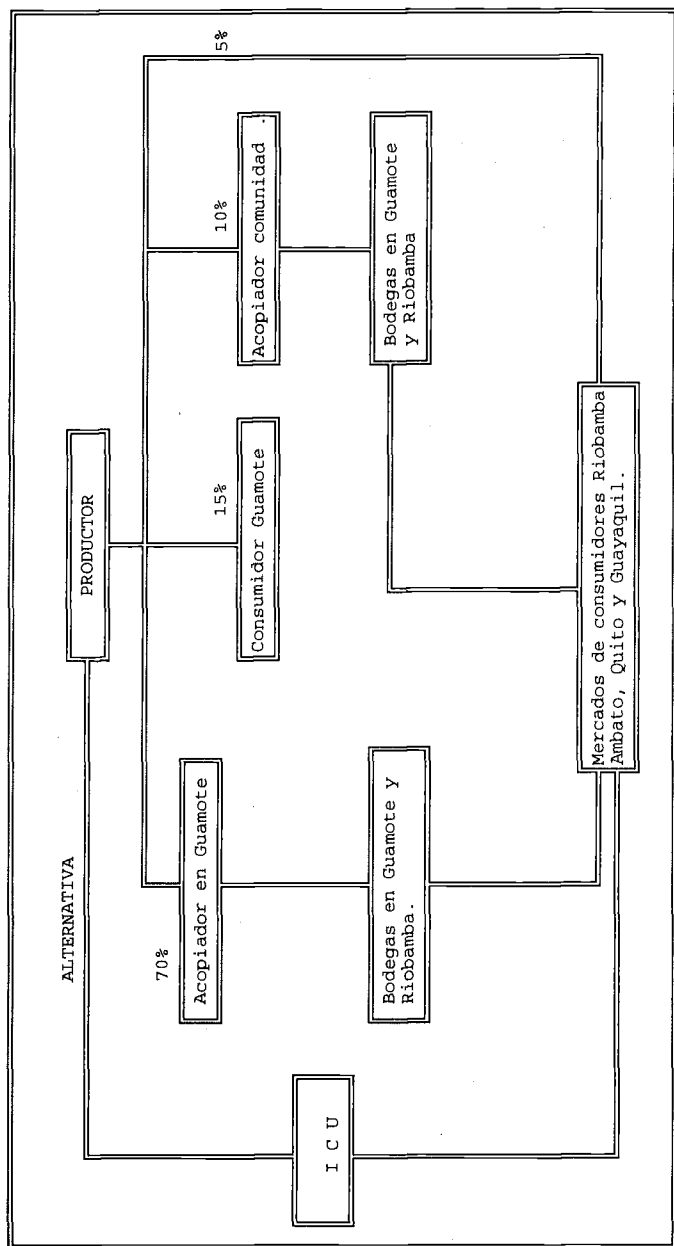 ALTERNATIVA
PRODUCTOR
70%
15%
10%
5%
Acopiador en Guamote
Consumidor Guamote
Acopiador comunidad .
I C U
Bodegas en Guamote y
Riobamba.
Bodegas en Guamote
y Riobamba
Mercados de consumidores Riobamba
Ambato, Quito y Guayaquil.